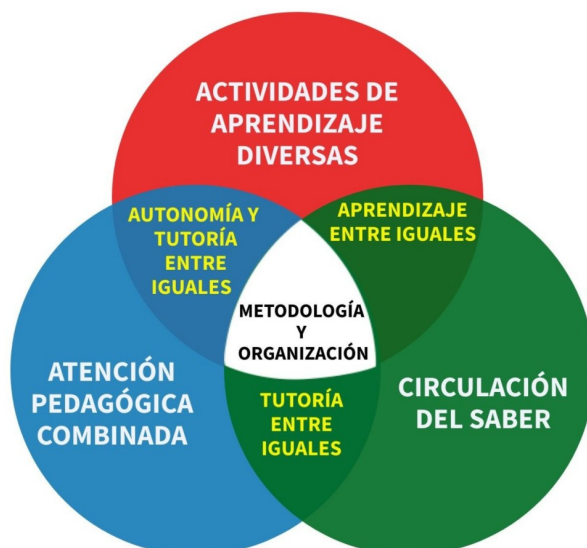 ACTIVIDADES DE
APRENDIZAJE
DIVERSAS
AUTONOMÍA Y
TUTORÍA
ENTRE
IGUALES
APRENDIZAJE
ENTRE IGUALES
METODOLOGÍA
Y
ORGANIZACIÓN
ATENCIÓN
PEDAGÓGICA
COMBINADA
TUTORÍA
ENTRE
IGUALES
CIRCULACIÓN
DEL SABER